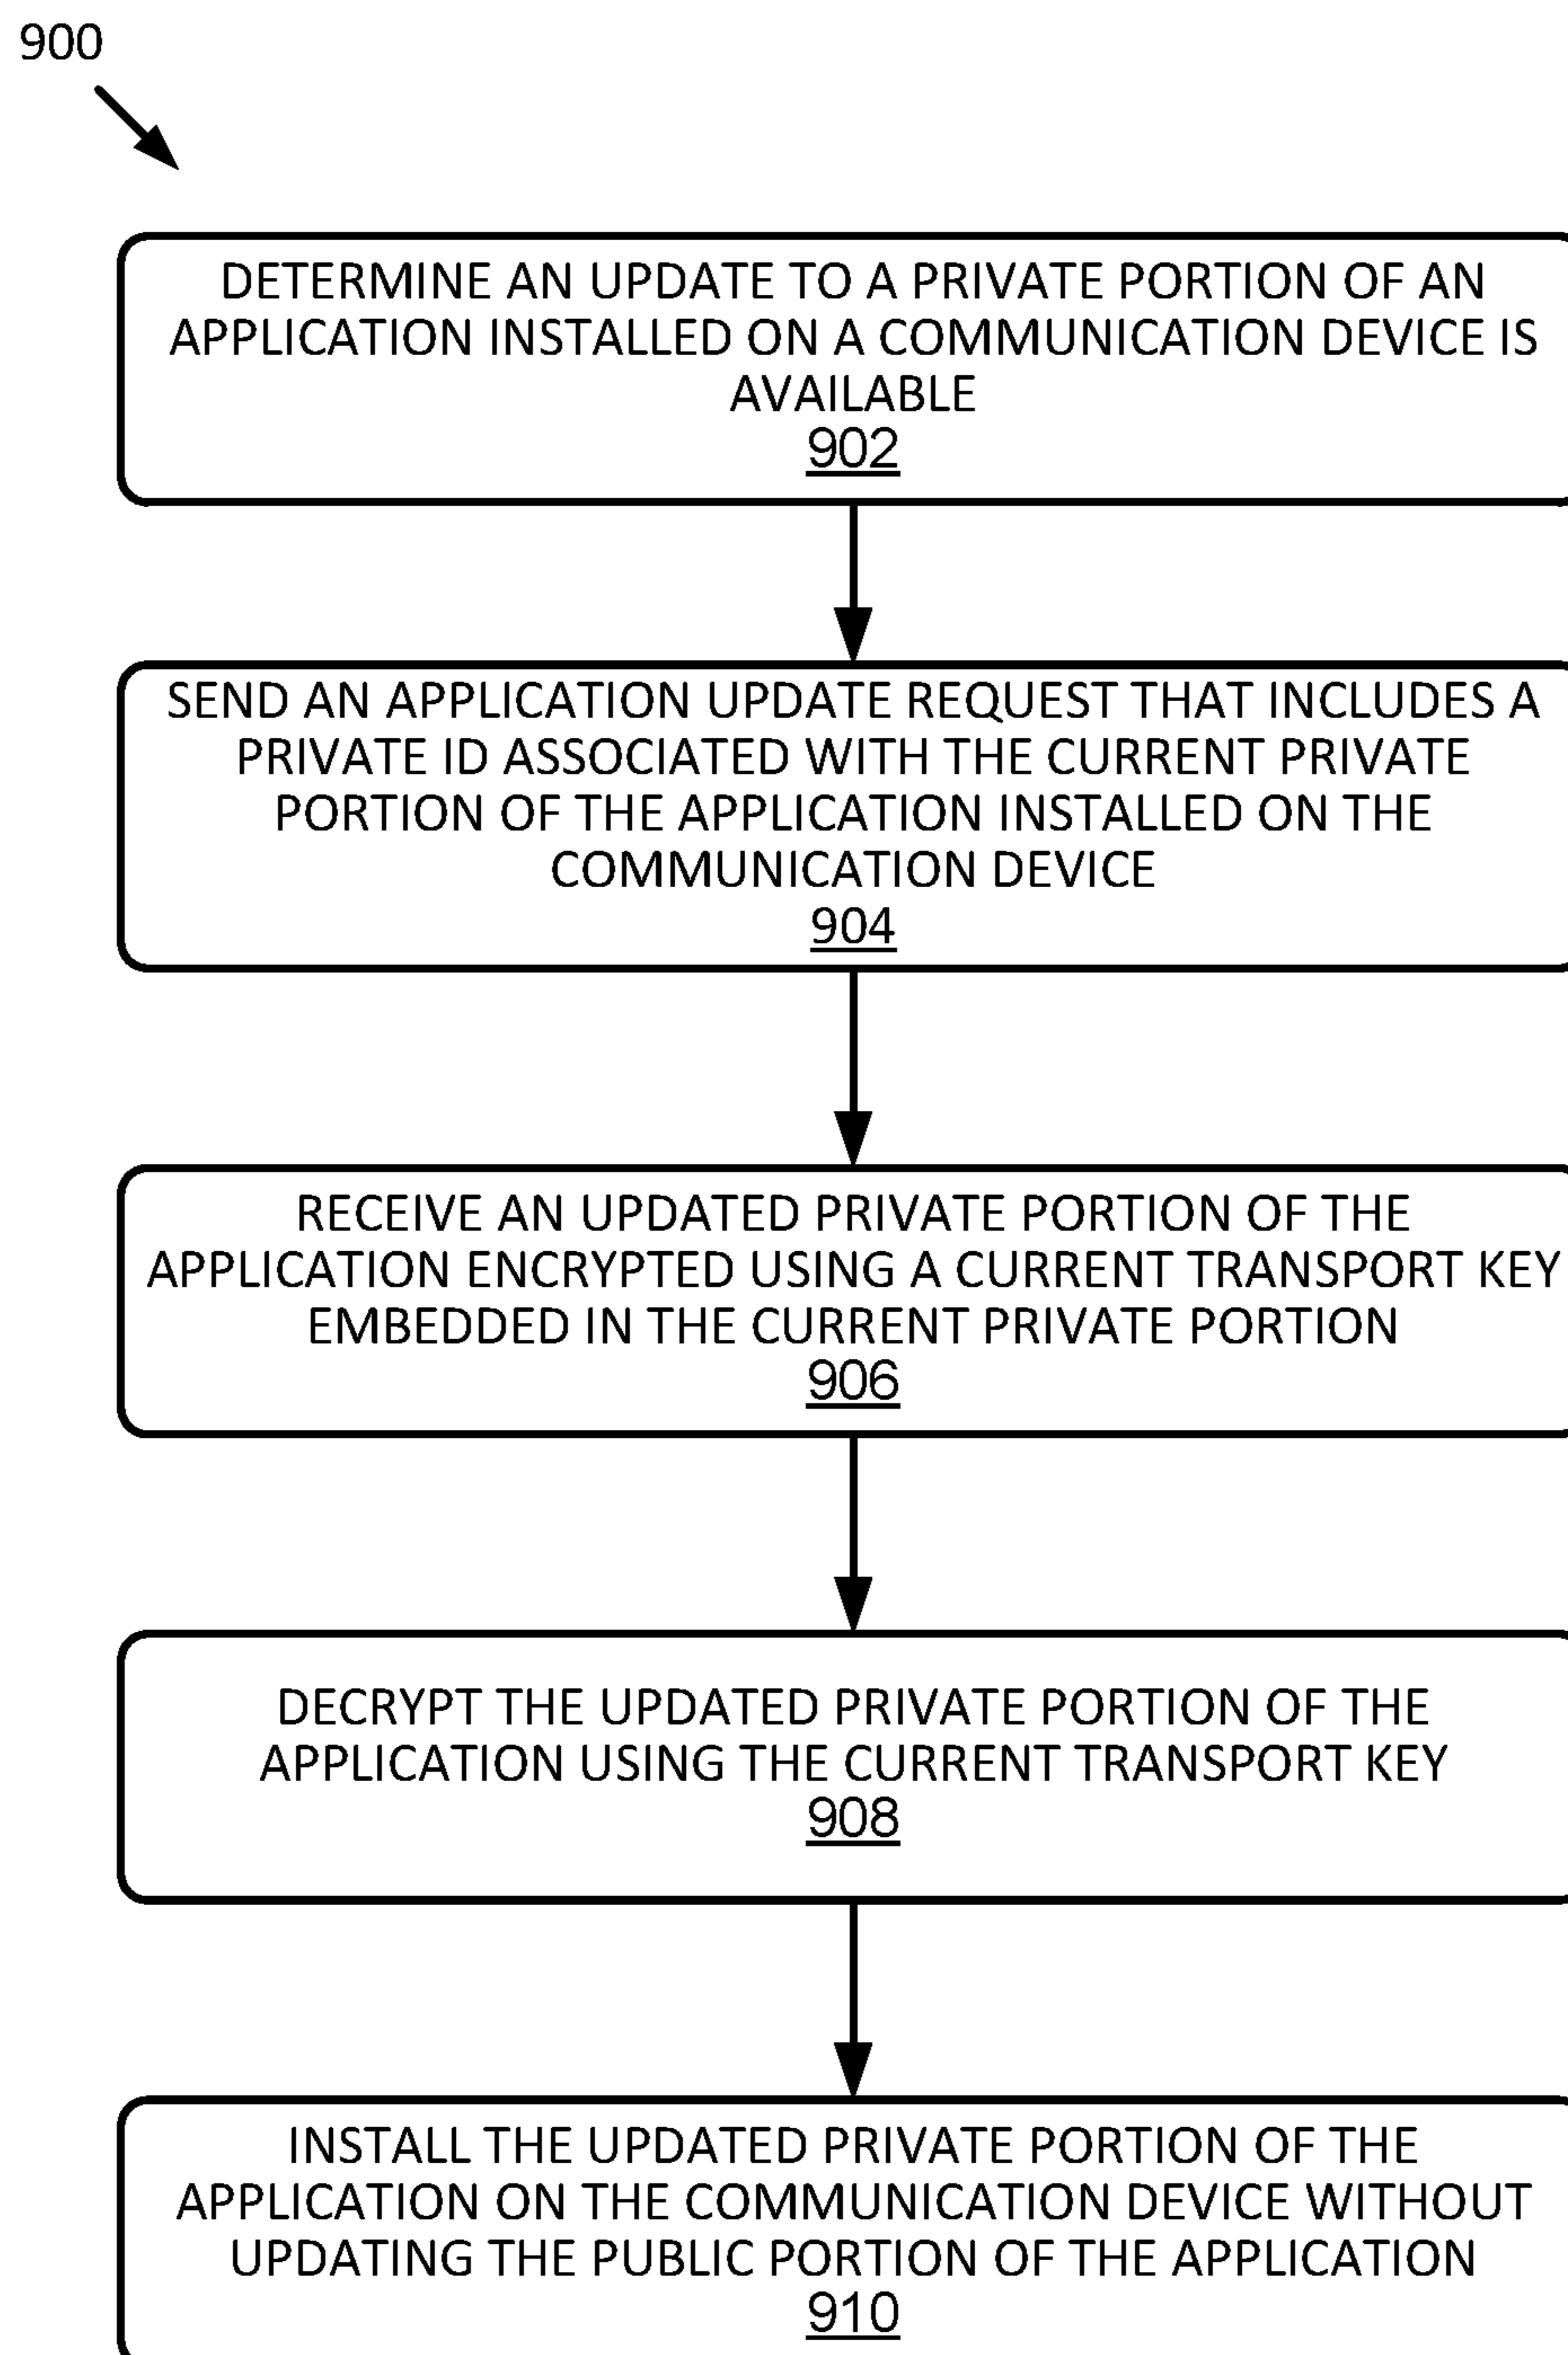 900
DETERMINE AN UPDATE TO A PRIVATE PORTION OF AN
APPLICATION INSTALLED ON A COMMUNICATION DEVICE IS
AVAILABLE
902
SEND AN APPLICATION UPDATE REQUEST THAT INCLUDES A
PRIVATE ID ASSOCIATED WITH THE CURRENT PRIVATE
PORTION OF THE APPLICATION INSTALLED ON THE
COMMUNICATION DEVICE
904
RECEIVE AN UPDATED PRIVATE PORTION OF THE
APPLICATION ENCRYPTED USING A CURRENT TRANSPORT KEY
EMBEDDED IN THE CURRENT PRIVATE PORTION
906
DECRYPT THE UPDATED PRIVATE PORTION OF THE
APPLICATION USING THE CURRENT TRANSPORT KEY
908
INSTALL THE UPDATED PRIVATE PORTION OF THE
APPLICATION ON THE COMMUNICATION DEVICE WITHOUT
UPDATING THE PUBLIC PORTION OF THE APPLICATION
910